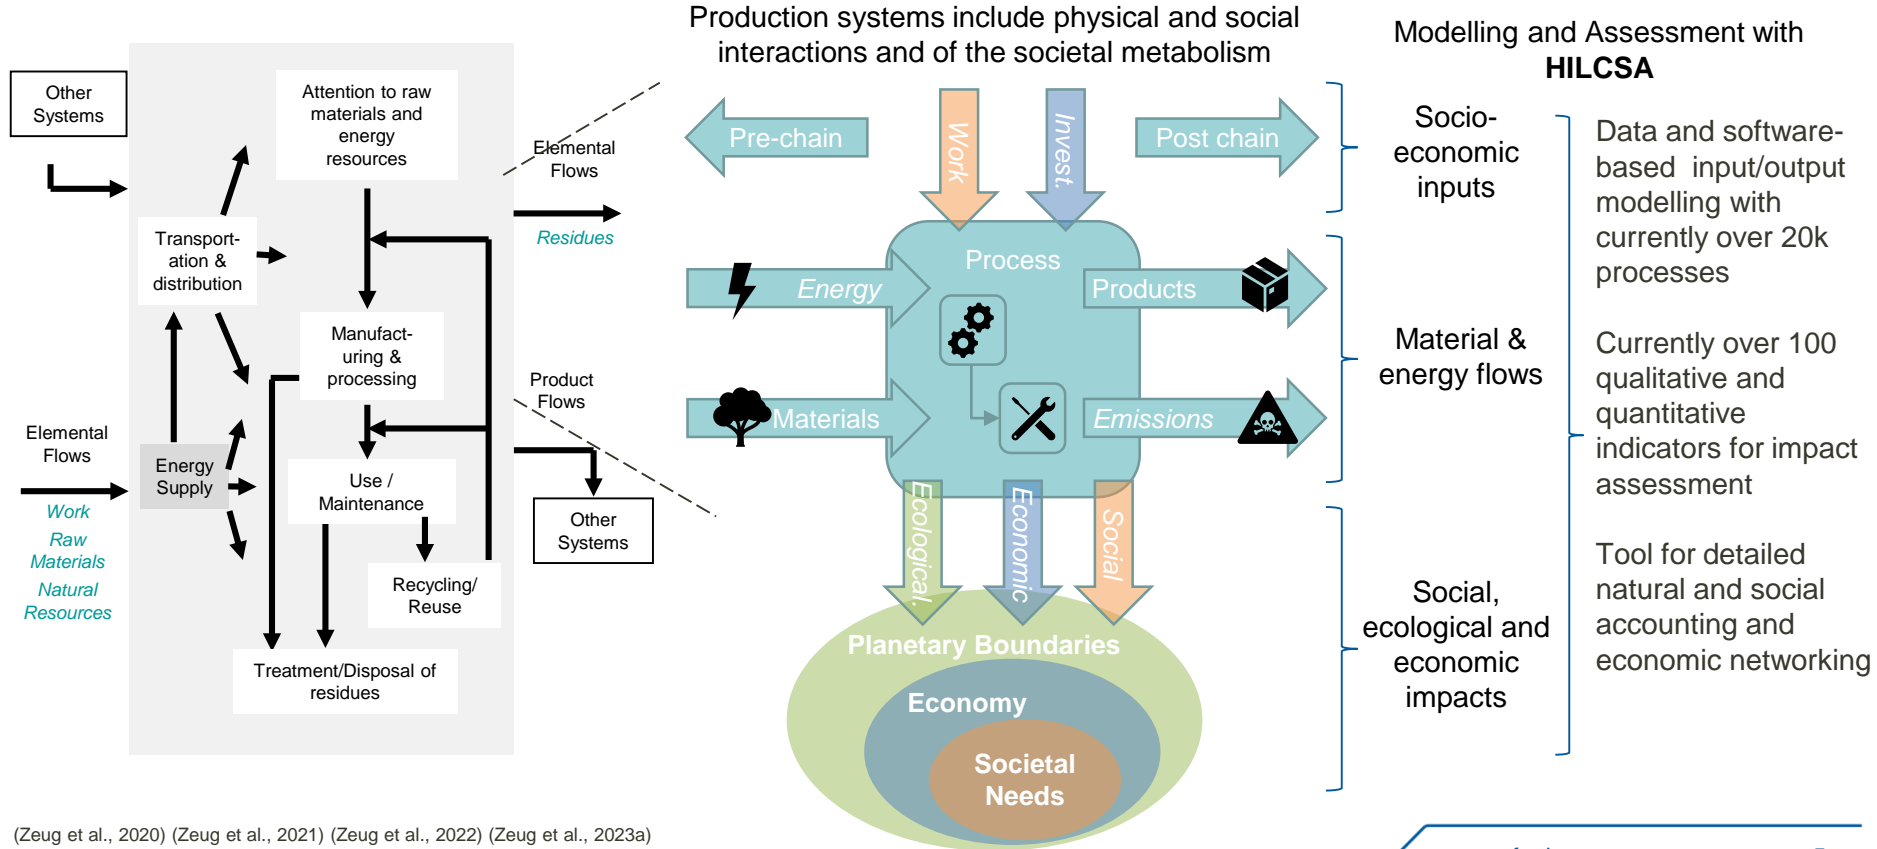 Production systems include physical and social
interactions and of the societal metabolism
Modelling and Assessment with
HILCSA
Other
Systems
Attention to raw
materials and
energy
resources
Elemental
Flows
Residues
Transport-
ation &
distribution
Manufact-
uring &
processing
Product
Flows
Elemental
Flows
Work
Raw
Materials
Natural
Resources
Energy
Supply
Use /
Maintenance
Other
Systems
Recycling/
Reuse
Treatment/Disposal of
residues
Pre-chain
Work
Invest.
Post chain
Process
Energy
Products
Materials
Emissions
Ecological.
Economic
Social
Planetary Boundaries
Economy
Societal
Needs
Socio-
economic
inputs
Material &
energy flows
Social,
ecological and
economic
impacts
Data and software-
based input/output
modelling with
currently over 20k
processes
Currently over 100
qualitative and
quantitative
indicators for impact
assessment
Tool for detailed
natural and social
accounting and
economic networking
(Zeug et al., 2020) (Zeug et al., 2021) (Zeug et al., 2022) (Zeug et al., 2023a)